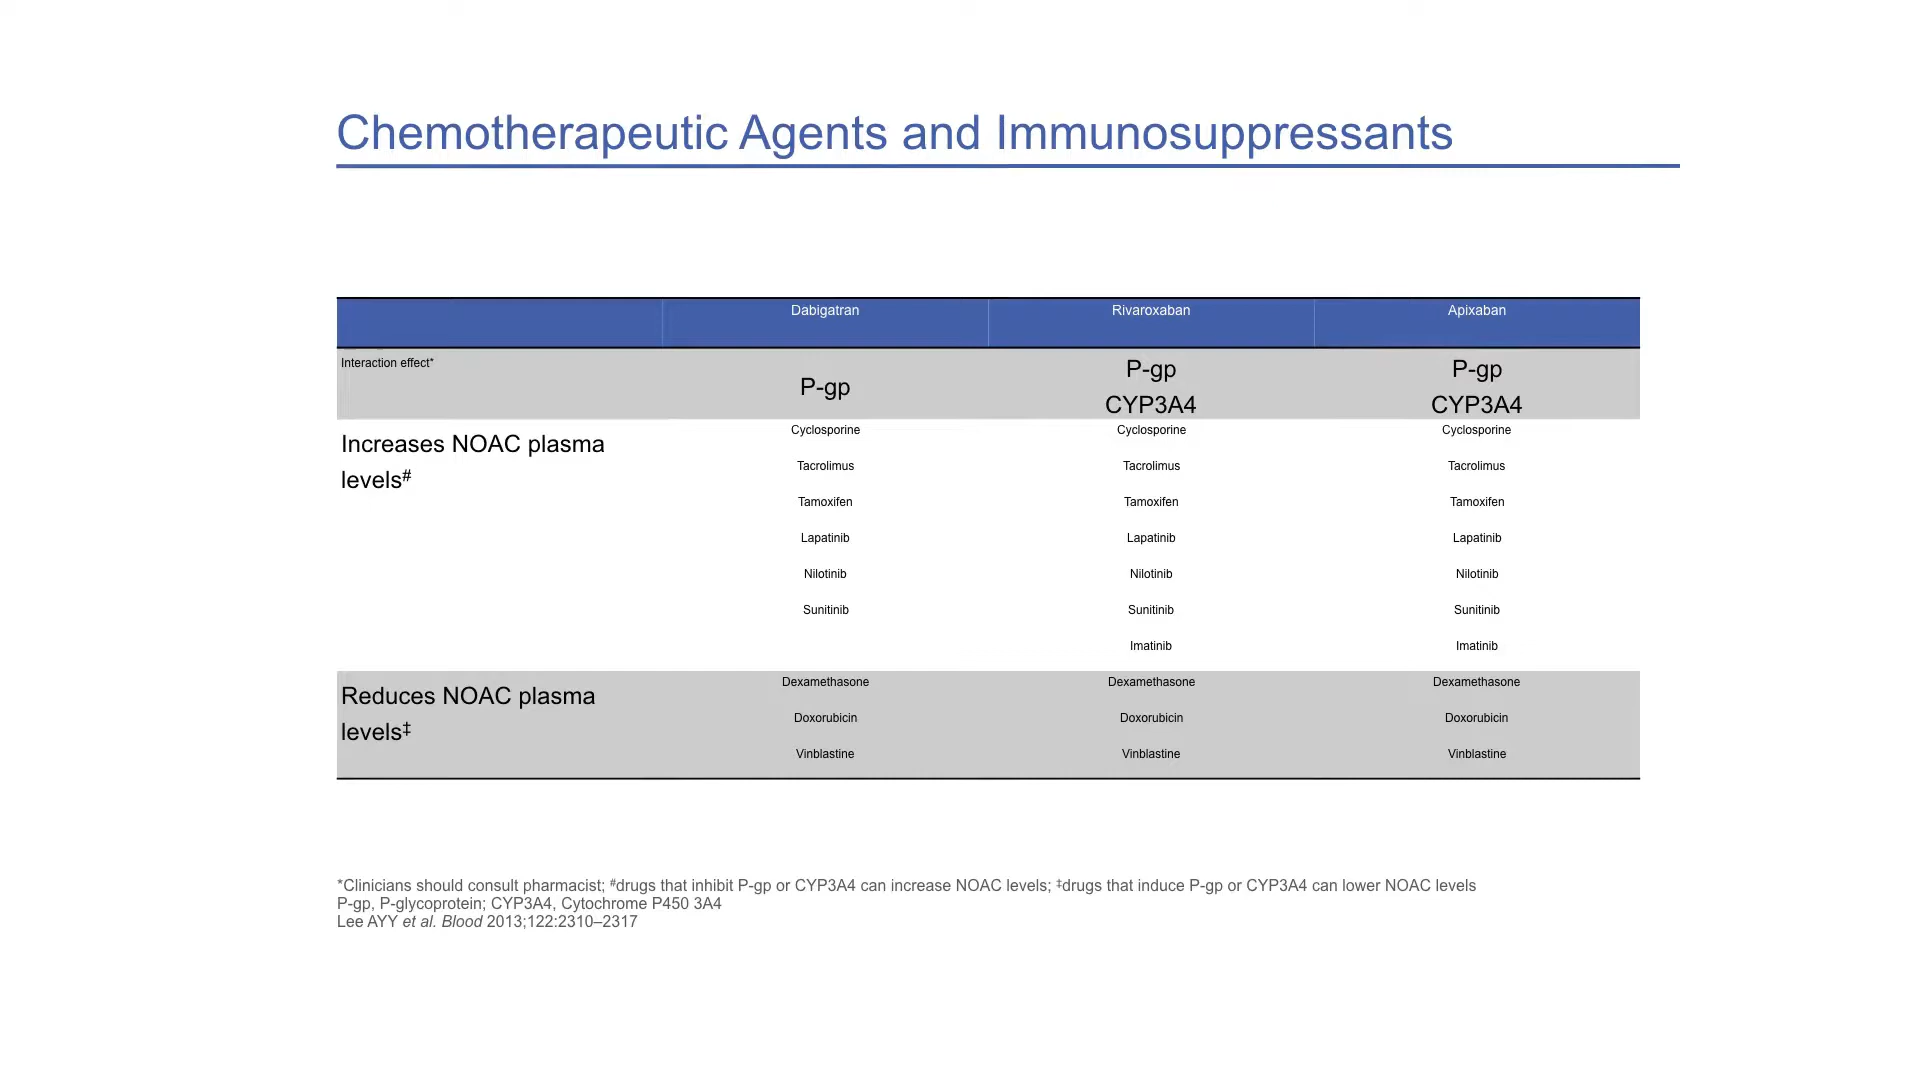 Chemotherapeutic Agents and Immunosuppressants
Dabigatran Rivaroxaban Apixaban
Interaction effect* P-gp P-gp CYP3A4 P-gp CYP3A4
Increases NOAC plasma levels#
Cyclosporine Cyclosporine Cyclosporine
Tacrolimus Tacrolimus Tacrolimus
Tamoxifen Tamoxifen Tamoxifen
Lapatinib Lapatinib Lapatinib
Nilotinib Nilotinib Nilotinib
Sunitinib Sunitinib Sunitinib
Imatinib Imatinib
Reduces NOAC plasma levels‡
Dexamethasone Dexamethasone Dexamethasone
Doxorubicin Doxorubicin Doxorubicin
Vinblastine Vinblastine Vinblastine
*Clinicians should consult pharmacist; #drugs that inhibit P-gp or CYP3A4 can increase NOAC levels; ‡drugs that induce P-gp or CYP3A4 can lower NOAC levels
P-gp, P-glycoprotein; CYP3A4, Cytochrome P450 3A4
Lee AYY et al. Blood 2013;122:2310–2317